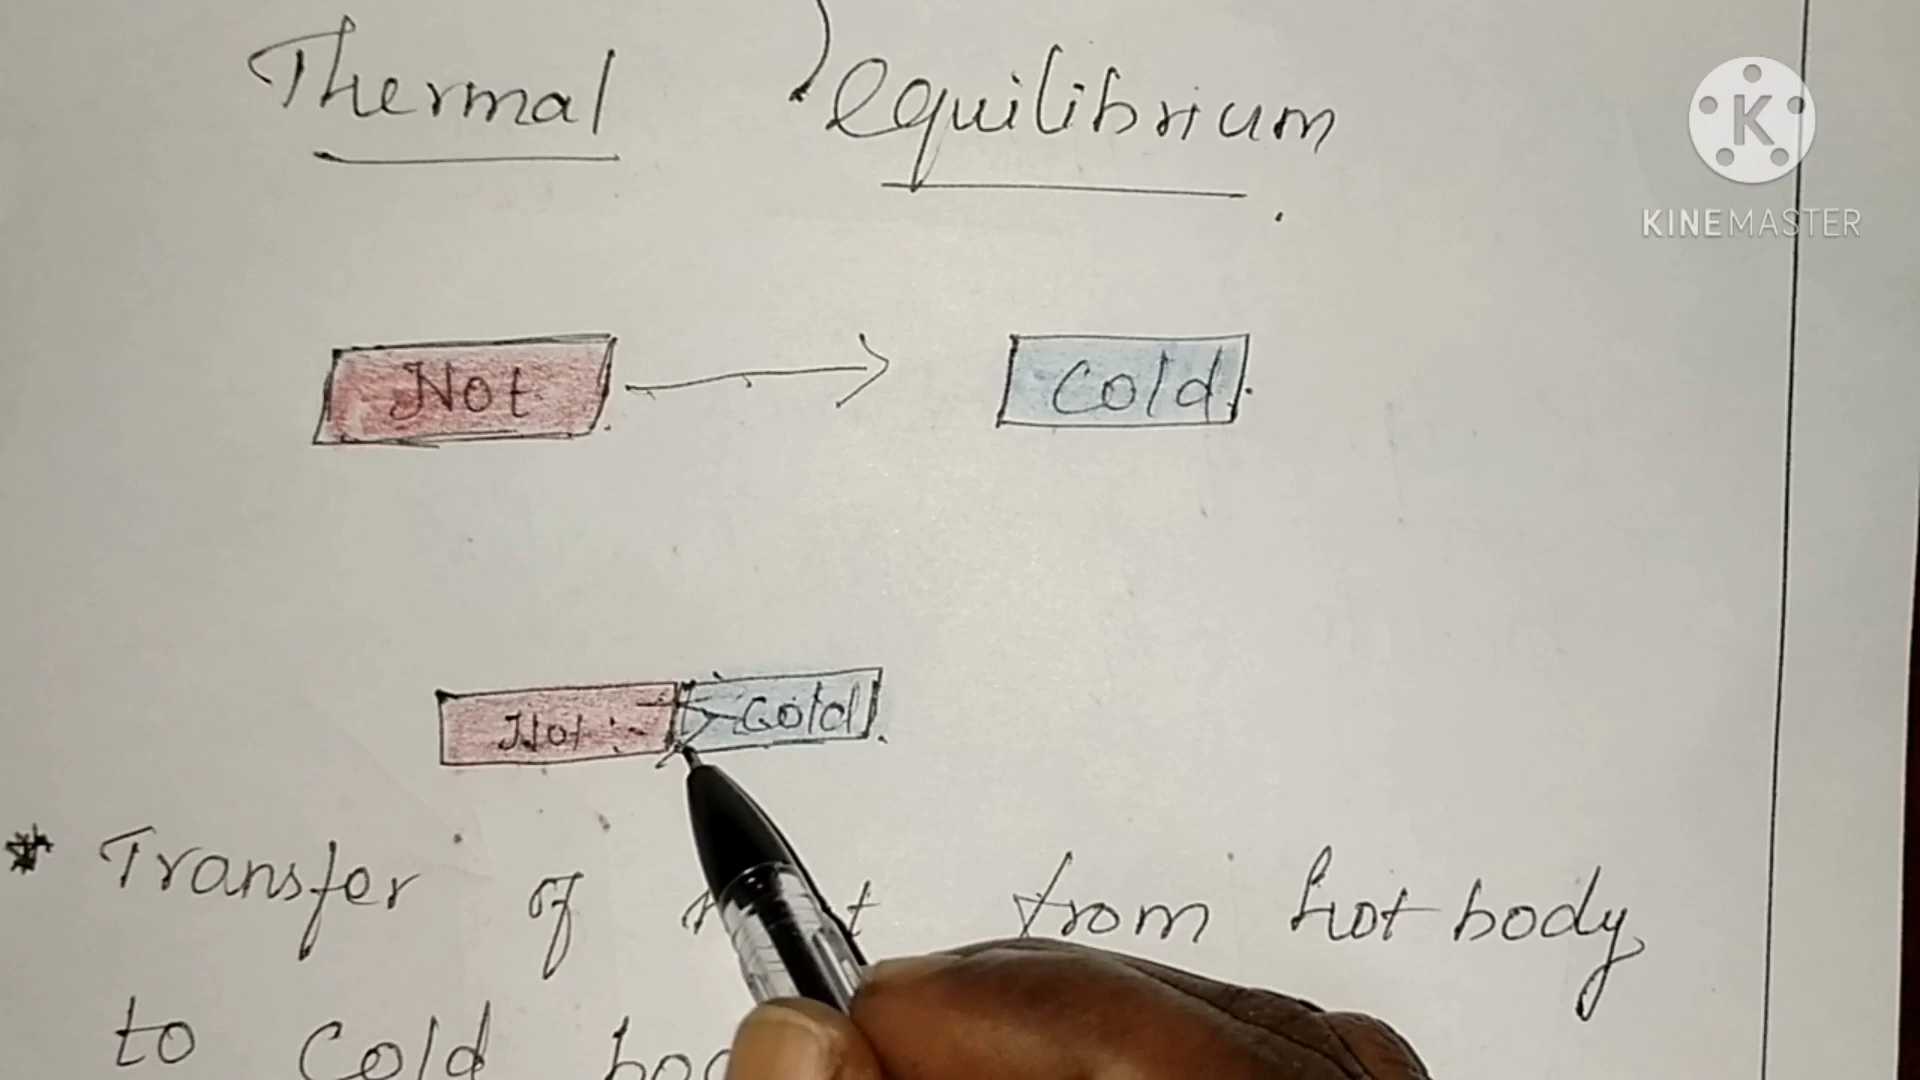 Thermal equilibrium
K
KINEMASTER
Hot Cold
Hot Cold
* Transfer of from hot body
to cold